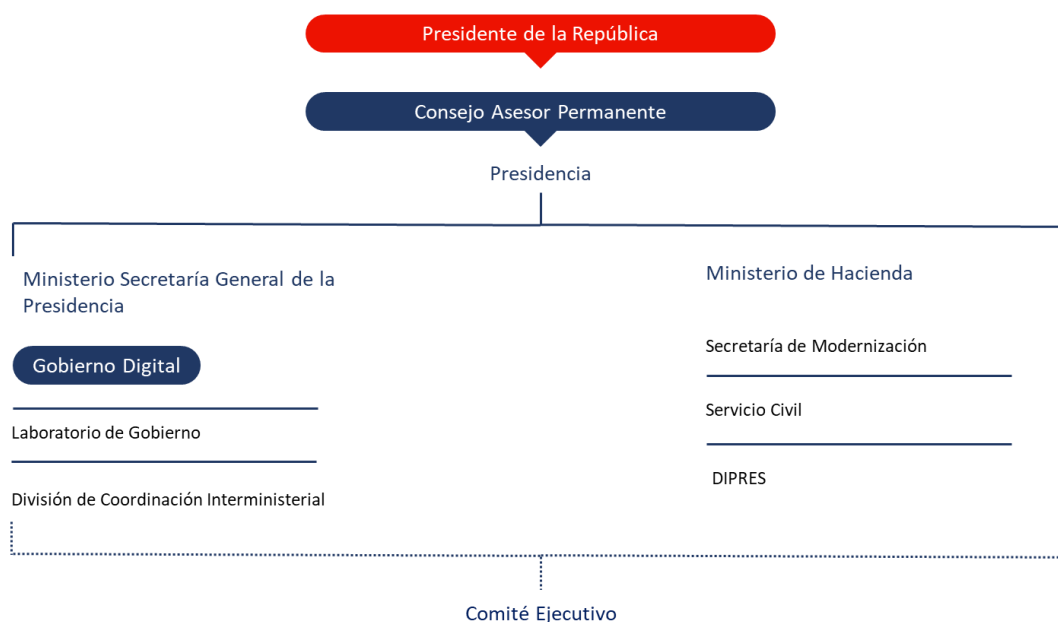 Presidente de la República
Consejo Asesor Permanente
Presidencia
Ministerio Secretaría General de la
Presidencia
Gobierno Digital
Laboratorio de Gobierno
División de Coordinación Interministerial
Ministerio de Hacienda
Secretaría de Modernización
Servicio Civil
DIPRES
Comité Ejecutivo